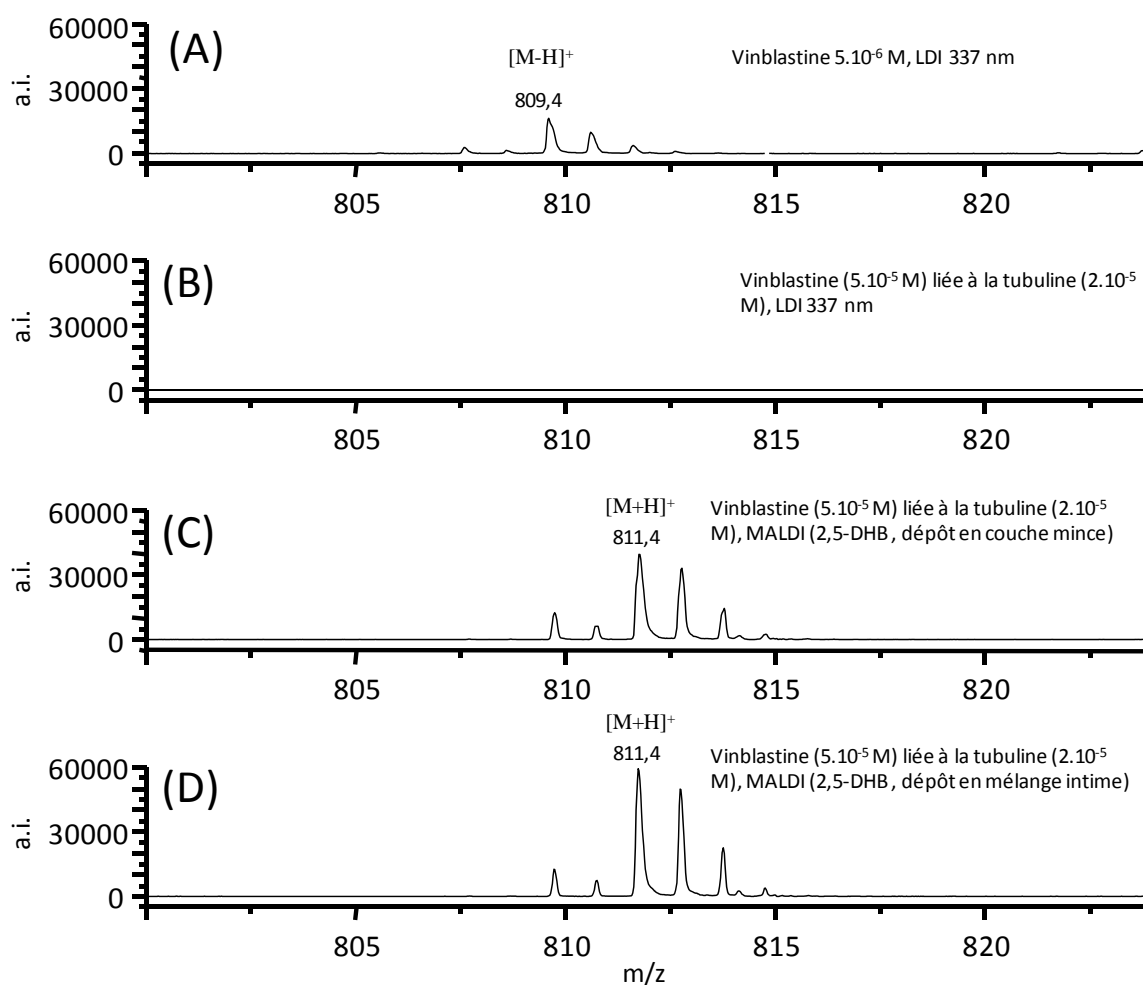 (A)
60000
30000
0
a.i.
[M-H]⁺
809,4
Vinblastine 5.10⁻⁶ M, LDI 337 nm
805 810 815 820
(B)
60000
30000
0
a.i.
Vinblastine (5.10⁻⁵ M) liée à la tubuline (2.10⁻⁵
M), LDI 337 nm
805 810 815 820
(C)
60000
30000
0
a.i.
[M+H]⁺
811,4
Vinblastine (5.10⁻⁵ M) liée à la tubuline (2.10⁻⁵
M), MALDI (2,5-DHB , dépôt en couche mince)
805 810 815 820
(D)
60000
30000
0
a.i.
[M+H]⁺
811,4
Vinblastine (5.10⁻⁵ M) liée à la tubuline (2.10⁻⁵
M), MALDI (2,5-DHB , dépôt en mélange intime)
805 810 815 820
m/z